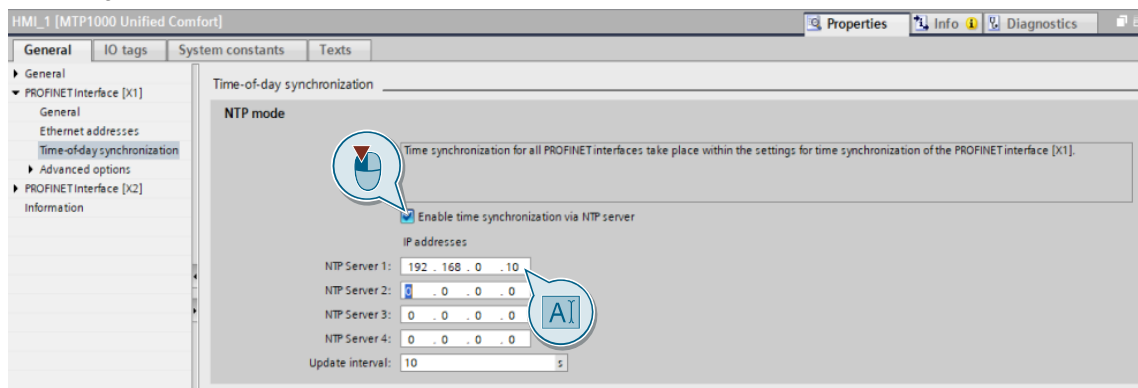 HMI_1 [MTP1000 Unified Comfort]
Properties Info Diagnostics
General IO tags System constants Texts
General
PROFINET Interface [X1]
General
Ethernet addresses
Time-of-day synchronization
Advanced options
PROFINET Interface [X2]
Information
Time-of-day synchronization
NTP mode
Time synchronization for all PROFINET interfaces take place within the settings for time synchronization of the PROFINET interface [X1].
Enable time synchronization via NTP server
IP addresses
NTP Server 1: 192 . 168 . 0 . 10
NTP Server 2: 0 . 0 . 0 . 0
NTP Server 3: 0 . 0 . 0 . 0
NTP Server 4: 0 . 0 . 0 . 0
Update interval: 10 s
A